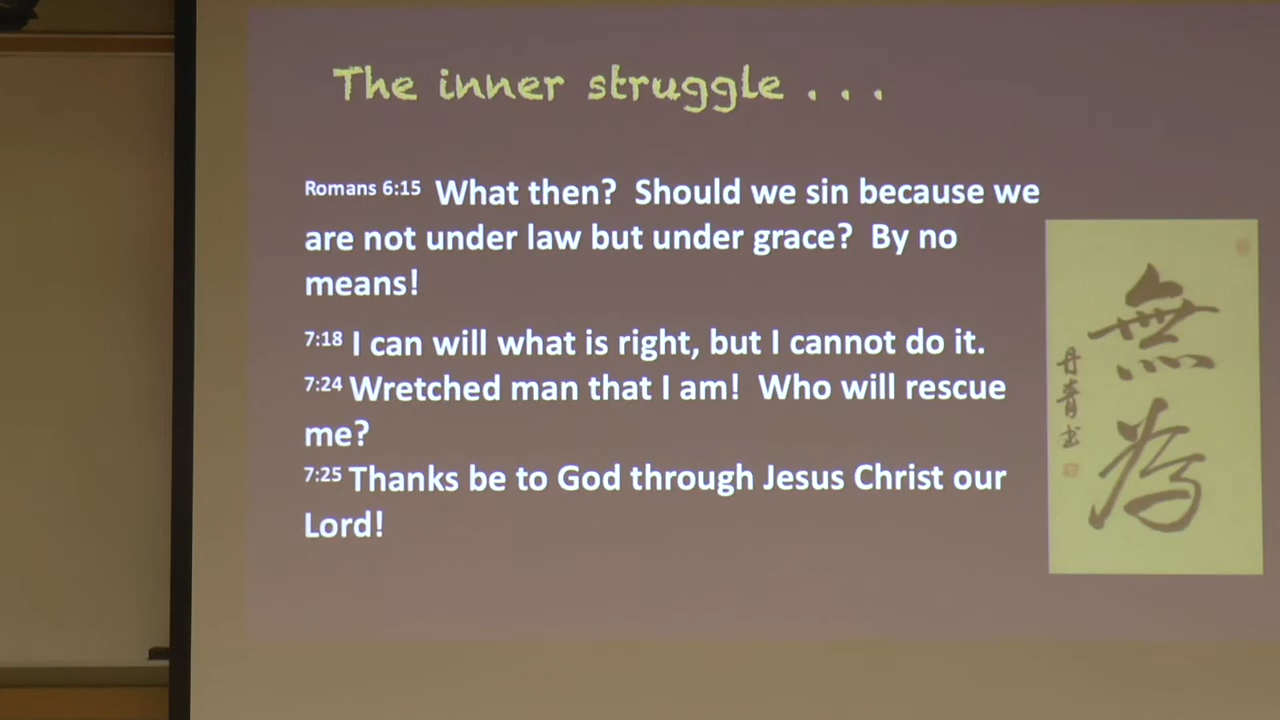 The inner struggle . . .
Romans 6:15 What then? Should we sin because we
are not under law but under grace? By no
means!
7:18 I can will what is right, but I cannot do it.
7:24 Wretched man that I am! Who will rescue
me?
7:25 Thanks be to God through Jesus Christ our
Lord!
無為
丹青书